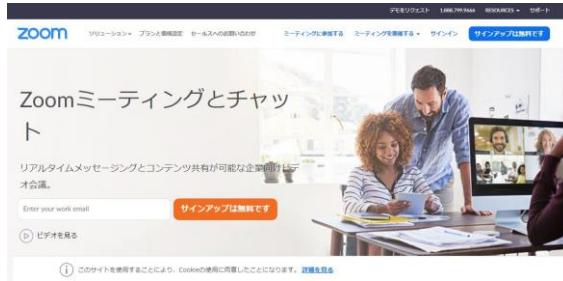 デモをリクエスト 1.888.799.9666 RESOURCES サポート
zoom ソリューション プランと価格設定 セールスへのお問い合わせ ミーティングに参加する ミーティングを開催する サインイン サインアップは無料です
Zoomミーティングとチャッ
ト
リアルタイムメッセージングとコンテンツ共有が可能な企業向けビデ
オ会議。
Enter your work email サインアップは無料です
ビデオを見る
このサイトを使用することにより、Cookieの使用に同意したことになります。 詳細を見る